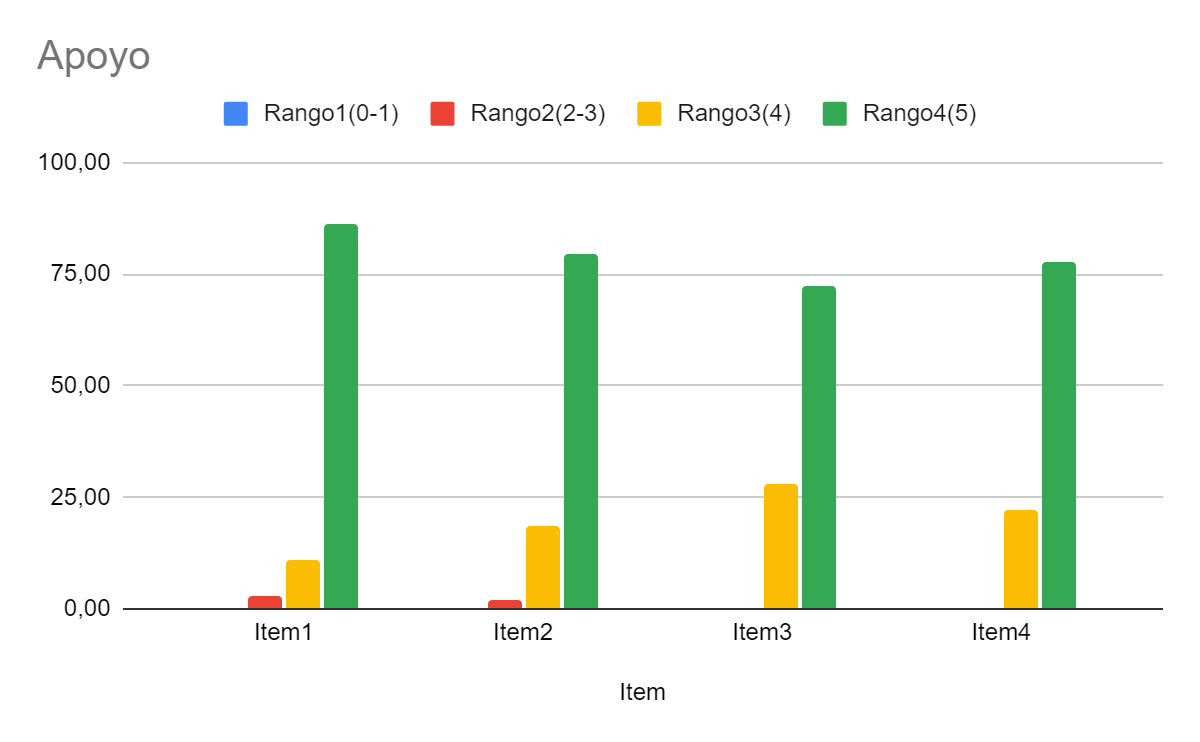 Apoyo
Rango1(0-1) Rango2(2-3) Rango3(4) Rango4(5)
100,00
75,00
50,00
25,00
0,00
Item1 Item2 Item3 Item4
Item